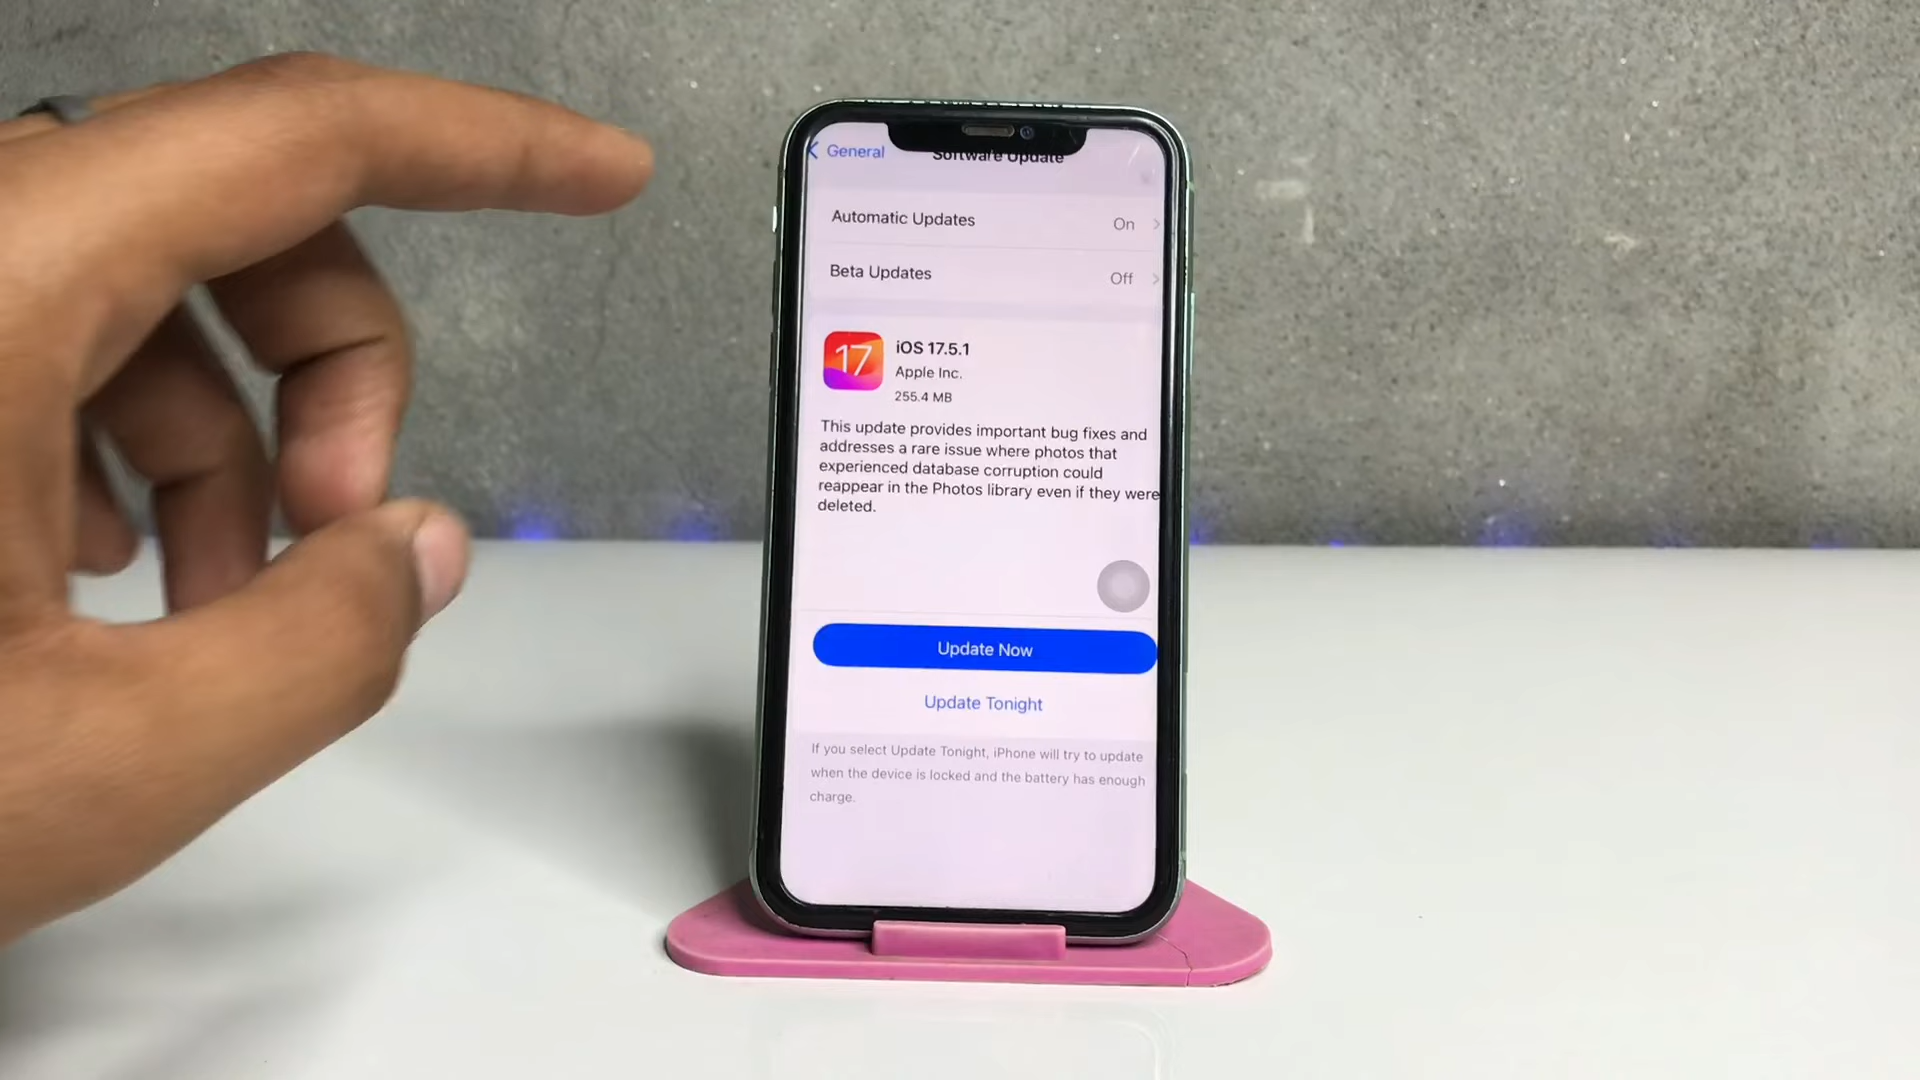 General
Software Update
Automatic Updates On
Beta Updates Off
17
iOS 17.5.1
Apple Inc.
255.4 MB
This update provides important bug fixes and
addresses a rare issue where photos that
experienced database corruption could
reappear in the Photos library even if they were
deleted.
Update Now
Update Tonight
If you select Update Tonight, iPhone will try to update
when the device is locked and the battery has enough
charge.